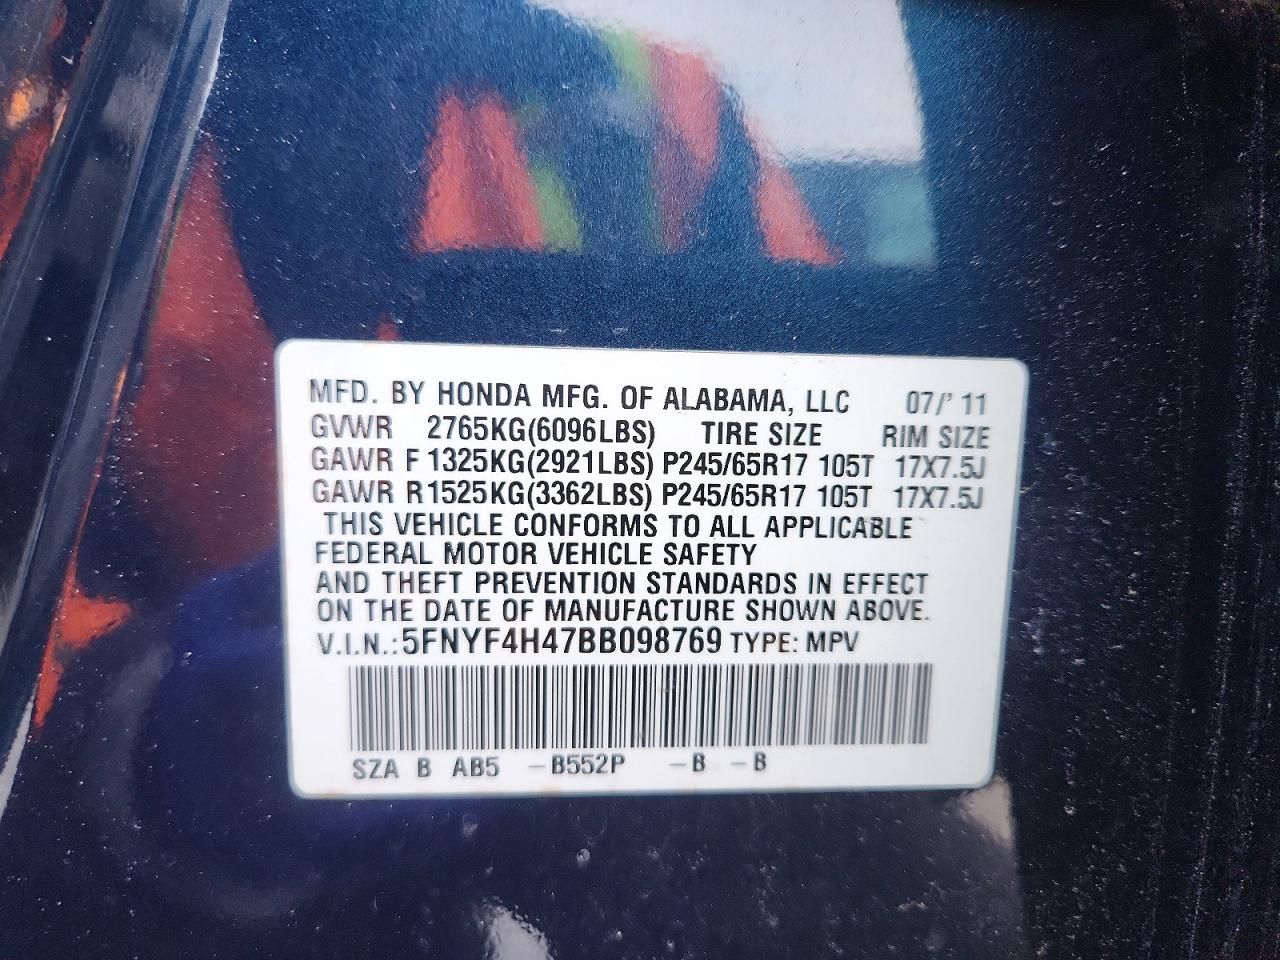 MFD. BY HONDA MFG. OF ALABAMA, LLC 07/'11
GVWR 2765KG(6096LBS) TIRE SIZE RIM SIZE
GAWR F 1325KG(2921LBS) P245/65R17 105T 17X7.5J
GAWR R 1525KG(3362LBS) P245/65R17 105T 17X7.5J
THIS VEHICLE CONFORMS TO ALL APPLICABLE
FEDERAL MOTOR VEHICLE SAFETY
AND THEFT PREVENTION STANDARDS IN EFFECT
ON THE DATE OF MANUFACTURE SHOWN ABOVE.
V.I.N.:5FNYF4H47BB098769 TYPE: MPV
SZA B AB5 -B552P -B -B